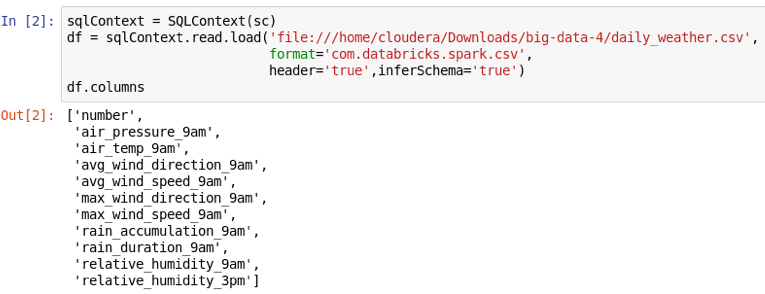 In [2]: sqlContext = SQLContext(sc)
df = sqlContext.read.load('file:///home/cloudera/Downloads/big-data-4/daily_weather.csv',
format='com.databricks.spark.csv',
header='true',inferSchema='true')
df.columns
Out[2]: ['number',
'air_pressure_9am',
'air_temp_9am',
'avg_wind_direction_9am',
'avg_wind_speed_9am',
'max_wind_direction_9am',
'max_wind_speed_9am',
'rain_accumulation_9am',
'rain_duration_9am',
'relative_humidity_9am',
'relative_humidity_3pm']